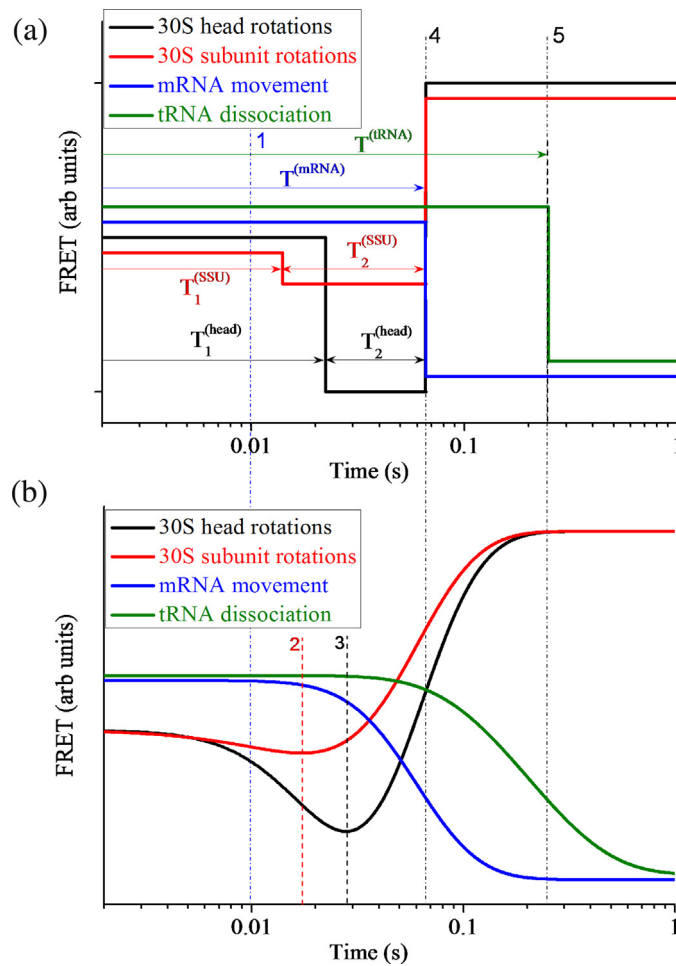 (a)
30S head rotations
30S subunit rotations
mRNA movement
tRNA dissociation
4
5
1
T(tRNA)
T(mRNA)
T2(SSU)
T1(SSU)
T1(head)
T2(head)
FRET (arb units)
0.01
0.1
1
Time (s)
(b)
30S head rotations
30S subunit rotations
mRNA movement
tRNA dissociation
2
3
FRET (arb units)
0.01
0.1
1
Time (s)